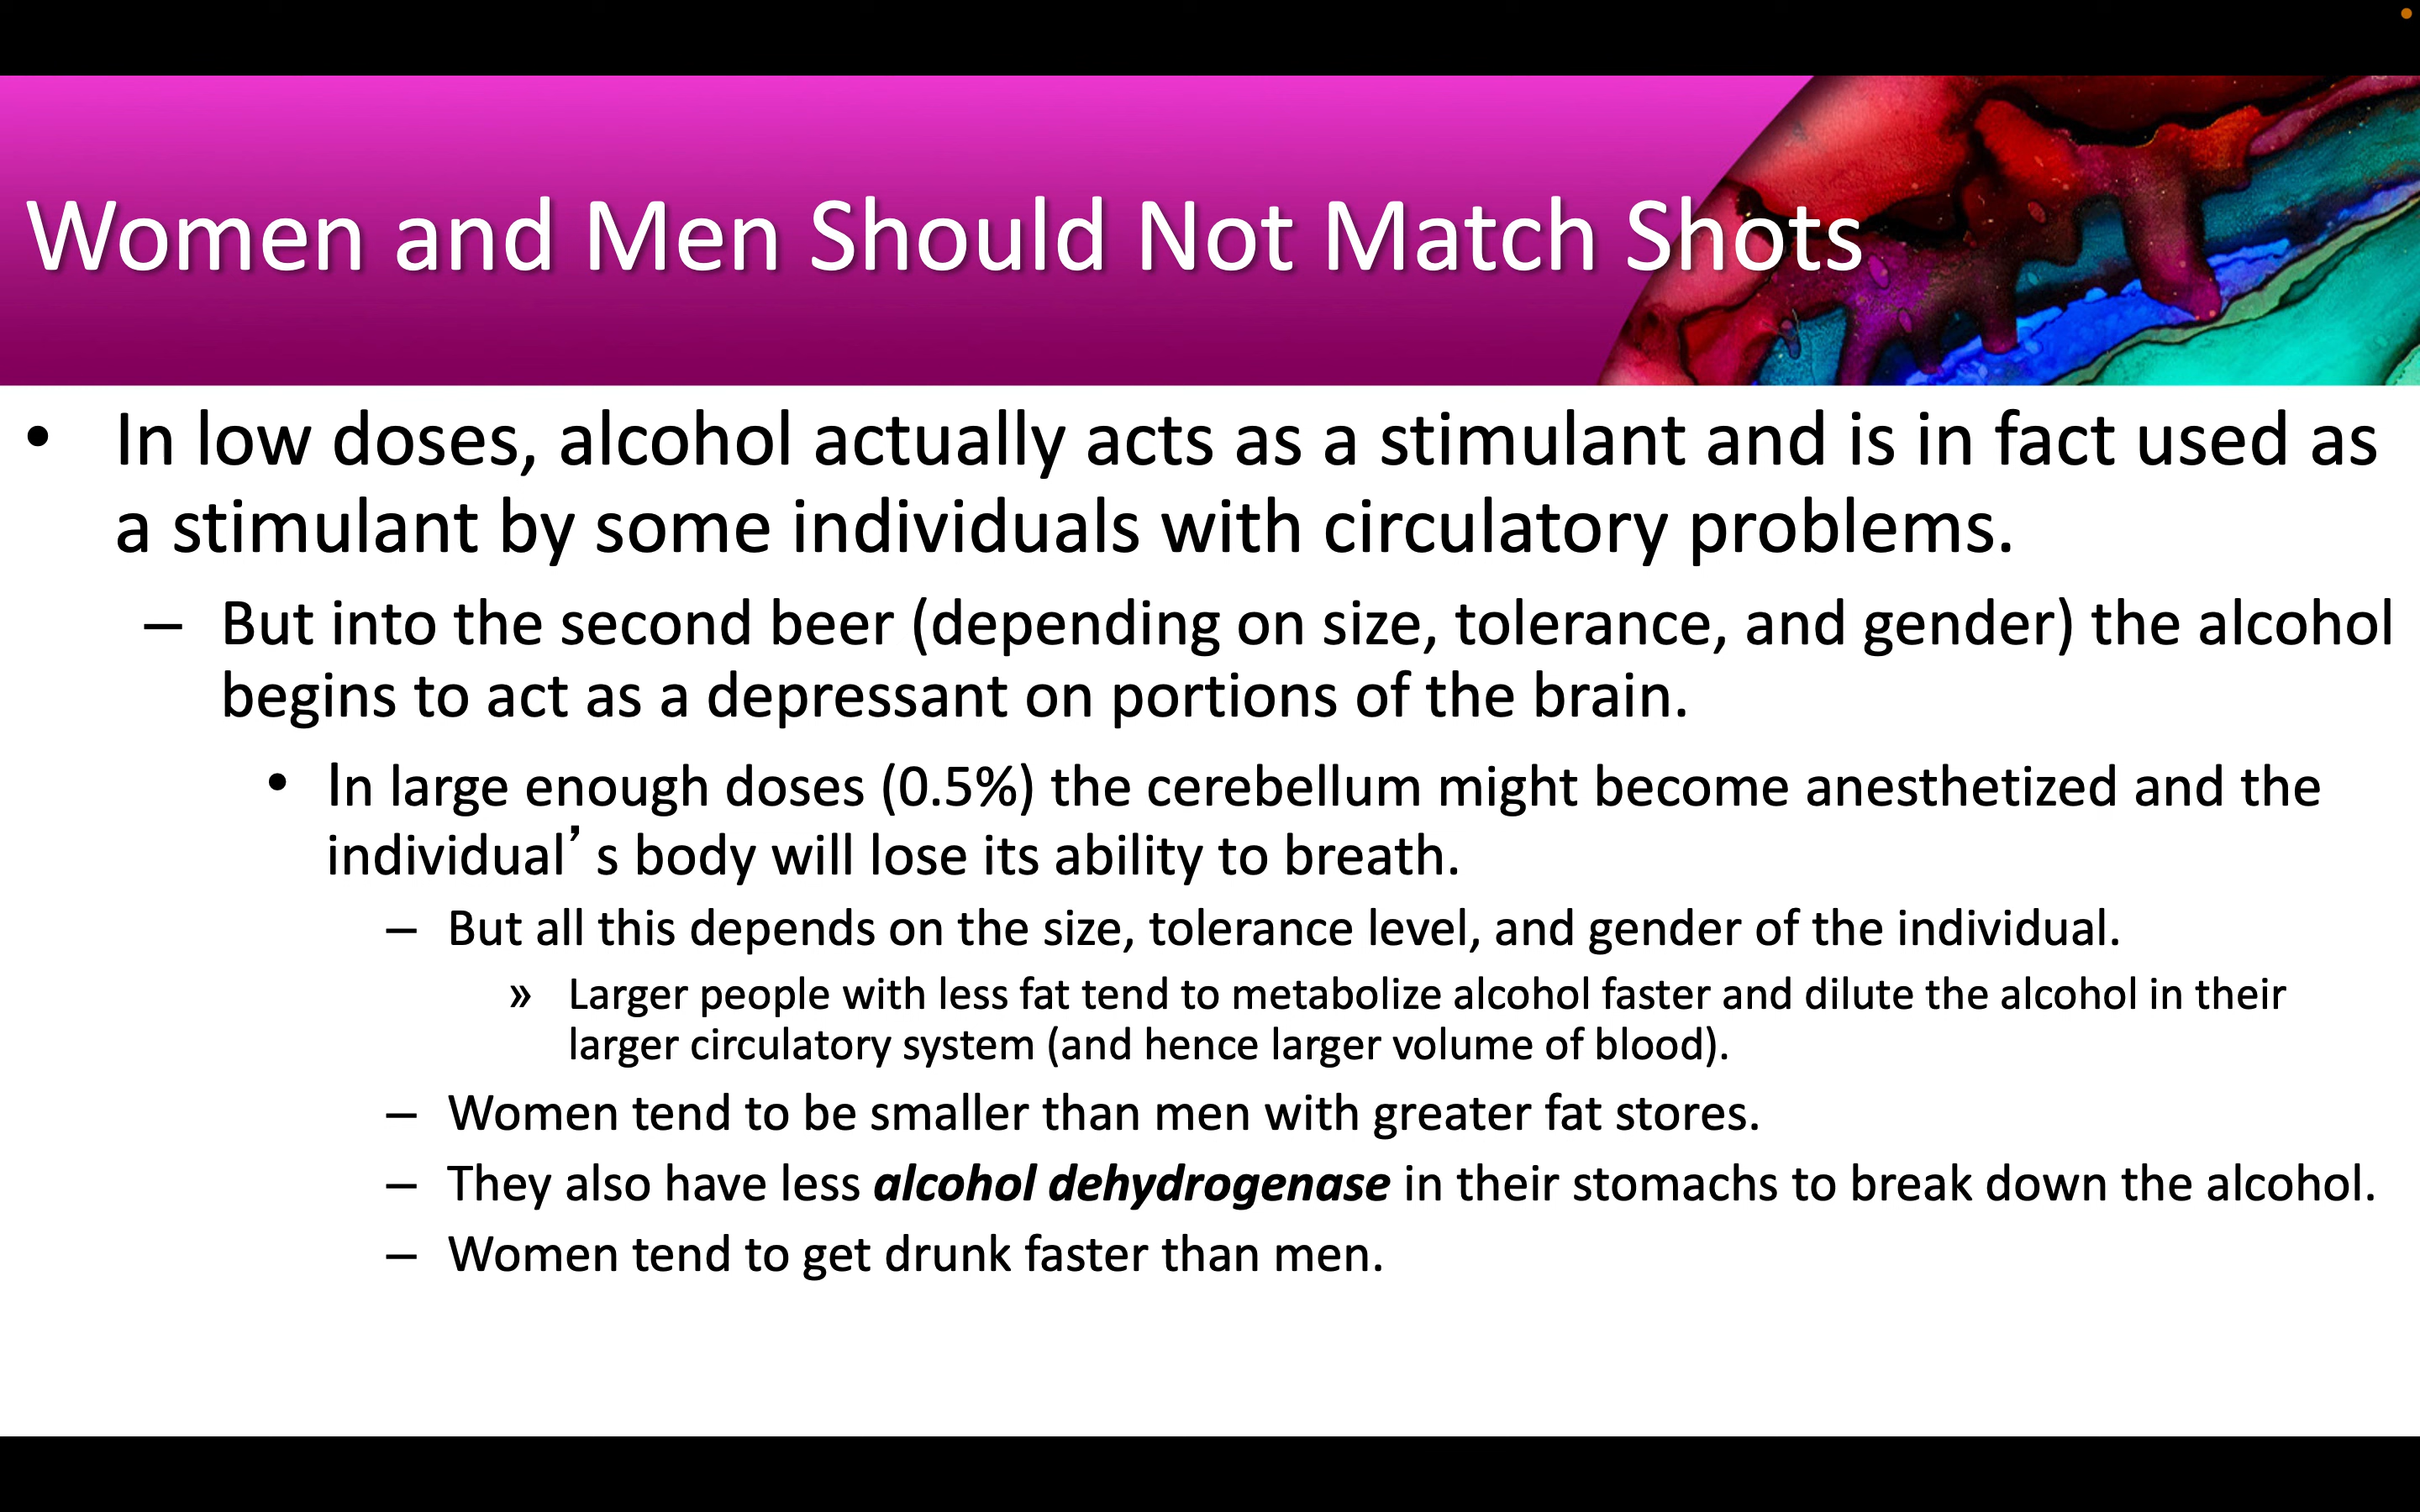 Women and Men Should Not Match Shots
• In low doses, alcohol actually acts as a stimulant and is in fact used as
a stimulant by some individuals with circulatory problems.
– But into the second beer (depending on size, tolerance, and gender) the alcohol
begins to act as a depressant on portions of the brain.
• In large enough doses (0.5%) the cerebellum might become anesthetized and the
individual’s body will lose its ability to breath.
– But all this depends on the size, tolerance level, and gender of the individual.
» Larger people with less fat tend to metabolize alcohol faster and dilute the alcohol in their
larger circulatory system (and hence larger volume of blood).
– Women tend to be smaller than men with greater fat stores.
– They also have less alcohol dehydrogenase in their stomachs to break down the alcohol.
– Women tend to get drunk faster than men.